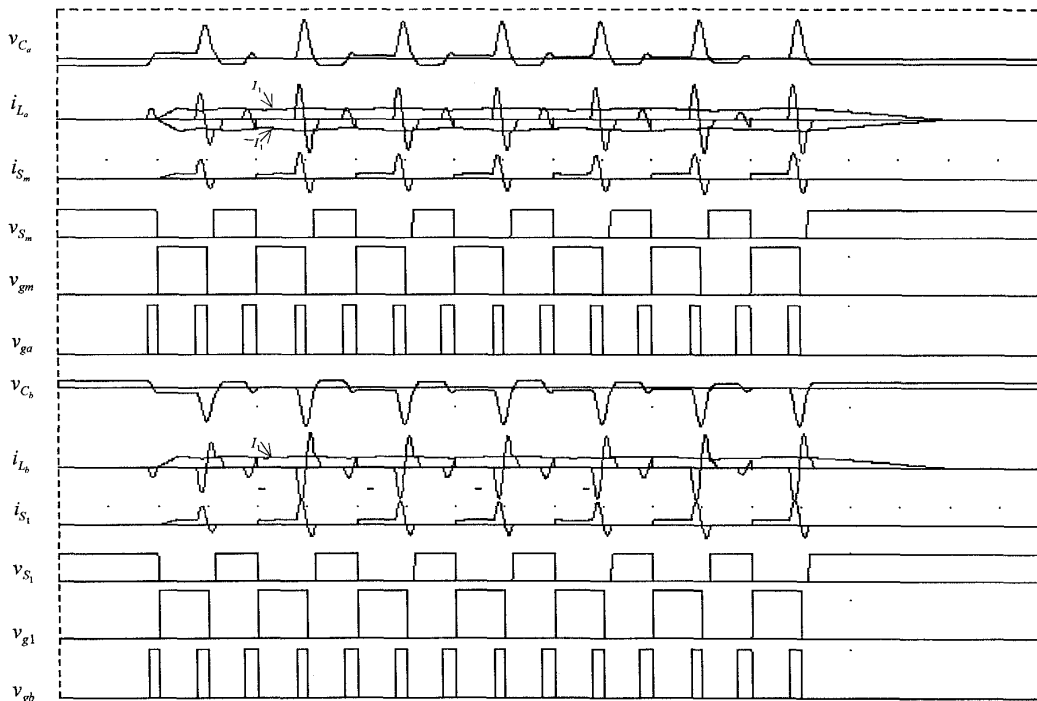 v_{C_a}
i_{L_a}
I_1
-I_1
i_{S_m}
v_{S_m}
v_{gm}
v_{ga}
v_{C_b}
i_{L_b}
I_1
i_{S_1}
v_{S_1}
v_{g1}
v_{gb}